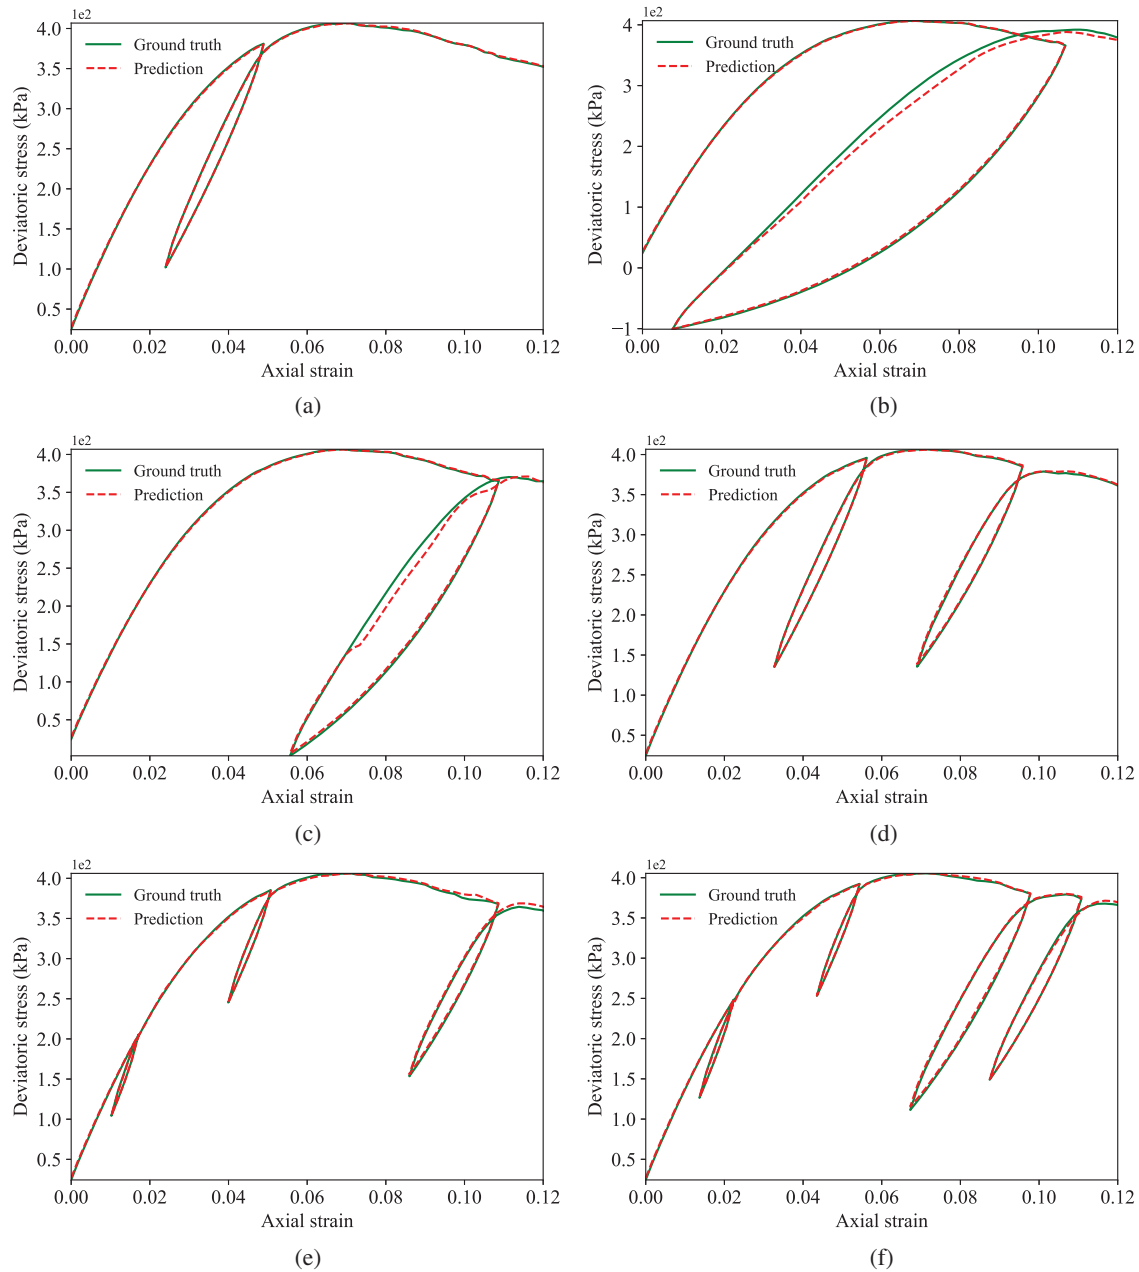 1e2
4.0
3.5
3.0
2.5
2.0
1.5
1.0
0.5
Deviatoric stress (kPa)
Ground truth
Prediction
0.00 0.02 0.04 0.06 0.08 0.10 0.12
Axial strain
(a)
1e2
4
3
2
1
0
−1
Deviatoric stress (kPa)
Ground truth
Prediction
0.00 0.02 0.04 0.06 0.08 0.10 0.12
Axial strain
(b)
1e2
4.0
3.5
3.0
2.5
2.0
1.5
1.0
0.5
Deviatoric stress (kPa)
Ground truth
Prediction
0.00 0.02 0.04 0.06 0.08 0.10 0.12
Axial strain
(c)
1e2
4.0
3.5
3.0
2.5
2.0
1.5
1.0
0.5
Deviatoric stress (kPa)
Ground truth
Prediction
0.00 0.02 0.04 0.06 0.08 0.10 0.12
Axial strain
(d)
1e2
4.0
3.5
3.0
2.5
2.0
1.5
1.0
0.5
Deviatoric stress (kPa)
Ground truth
Prediction
0.00 0.02 0.04 0.06 0.08 0.10 0.12
Axial strain
(e)
1e2
4.0
3.5
3.0
2.5
2.0
1.5
1.0
0.5
Deviatoric stress (kPa)
Ground truth
Prediction
0.00 0.02 0.04 0.06 0.08 0.10 0.12
Axial strain
(f)